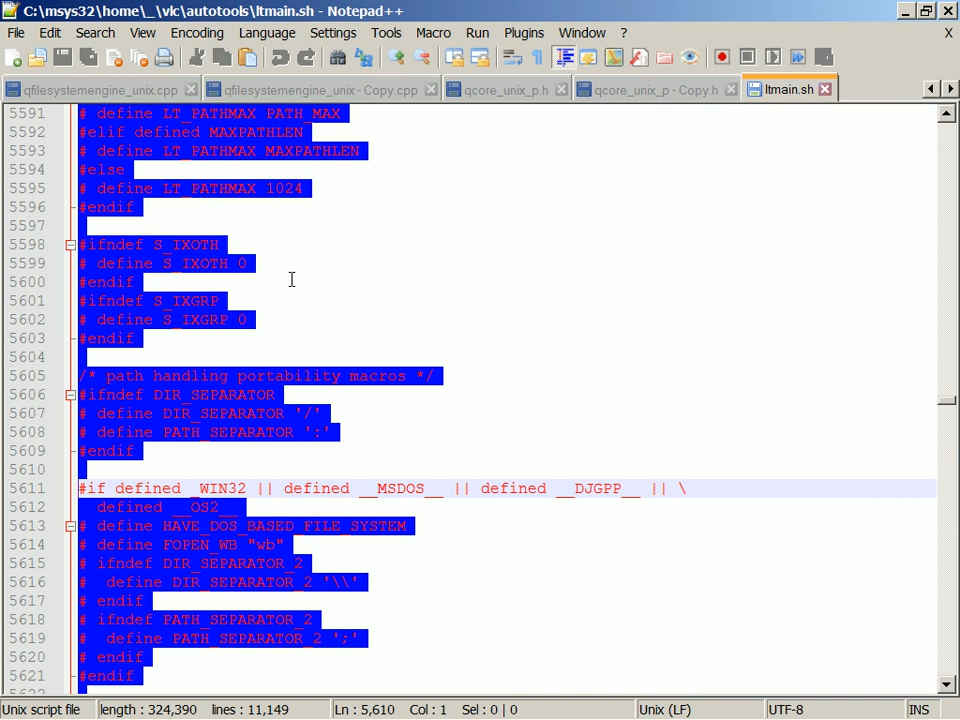 C:\msys32\home\_\vlc\autotools\ltmain.sh - Notepad++
File Edit Search View Encoding Language Settings Tools Macro Run Plugins Window ? X
qfilesystemengine_unix.cpp qfilesystemengine_unix - Copy.cpp qcore_unix_p.h qcore_unix_p - Copy.h ltmain.sh
5591 # define LT_PATHMAX PATH_MAX
5592 #elif defined MAXPATHLEN
5593 # define LT_PATHMAX MAXPATHLEN
5594 #else
5595 # define LT_PATHMAX 1024
5596 #endif
5597
5598 #ifndef S_IXOTH
5599 # define S_IXOTH 0
5600 #endif
5601 #ifndef S_IXGRP
5602 # define S_IXGRP 0
5603 #endif
5604
5605 /* path handling portability macros */
5606 #ifndef DIR_SEPARATOR
5607 # define DIR_SEPARATOR '/'
5608 # define PATH_SEPARATOR ':'
5609 #endif
5610
5611 #if defined _WIN32 || defined __MSDOS__ || defined __DJGPP__ || \
5612   defined __OS2__
5613 # define HAVE_DOS_BASED_FILE_SYSTEM
5614 # define FOPEN_WB "wb"
5615 # ifndef DIR_SEPARATOR_2
5616 #  define DIR_SEPARATOR_2 '\\'
5617 # endif
5618 # ifndef PATH_SEPARATOR_2
5619 #  define PATH_SEPARATOR_2 ';'
5620 # endif
5621 #endif
Unix script file length : 324,390 lines : 11,149 Ln : 5,610 Col : 1 Sel : 0 | 0 Unix (LF) UTF-8 INS